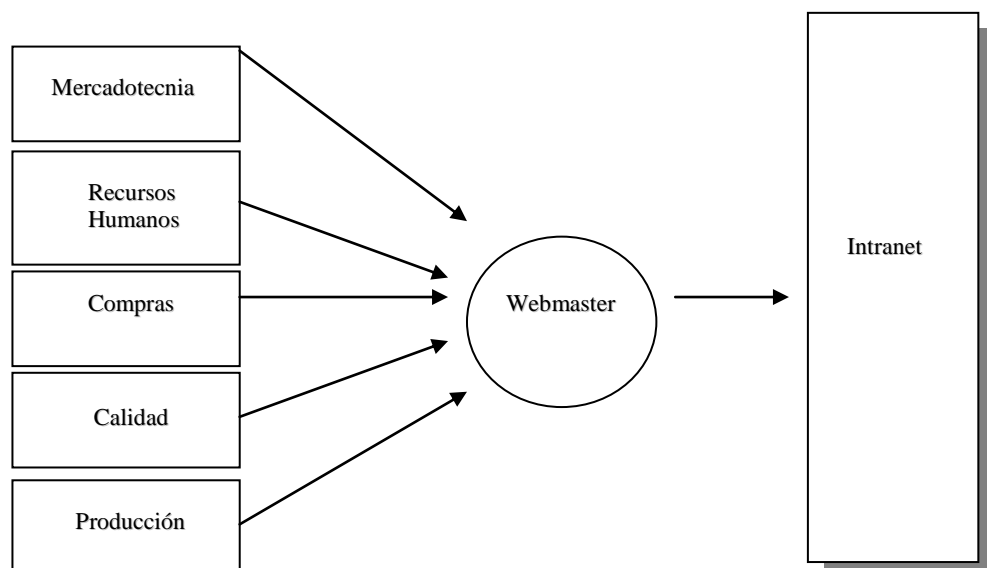 Mercadotecnia
Recursos
Humanos
Compras
Calidad
Producción
Webmaster
Intranet